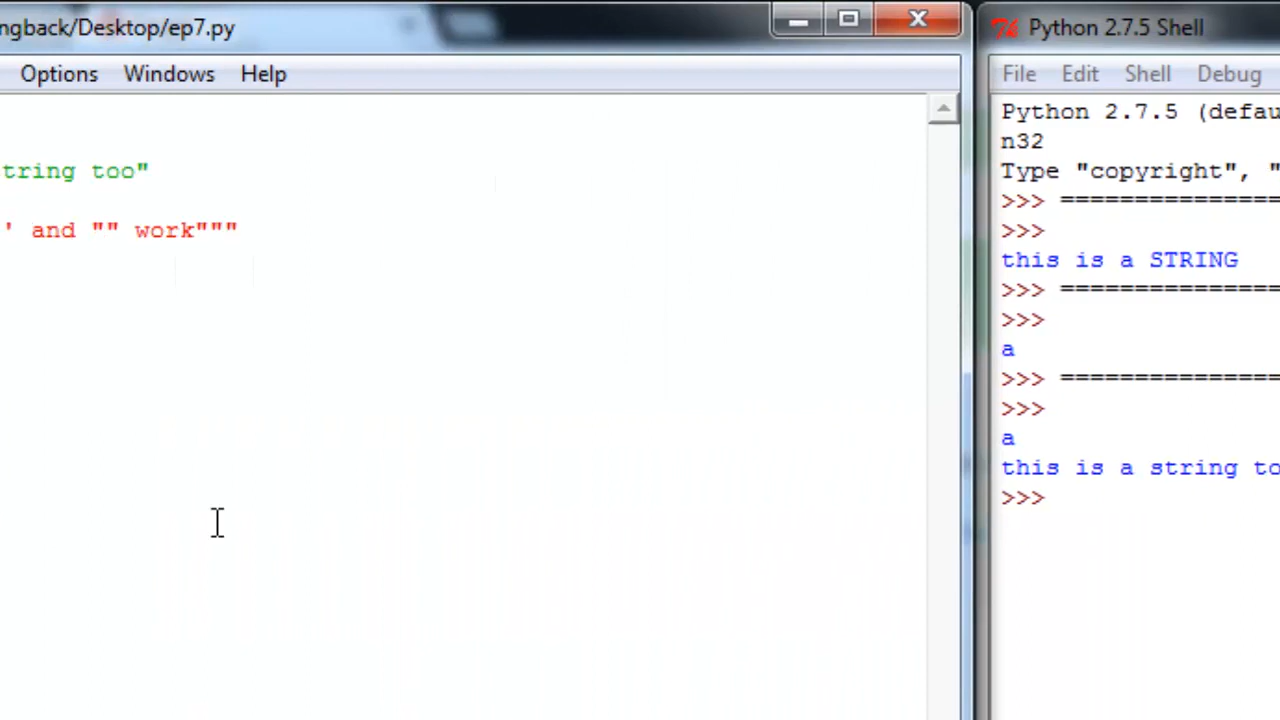 ngback/Desktop/ep7.py
Options Windows Help
tring too"
' and "" work"""
Python 2.7.5 Shell
File Edit Shell Debug
Python 2.7.5 (defau
n32
Type "copyright", "
>>> ===============
>>>
this is a STRING
>>> ===============
>>>
a
>>> ===============
>>>
a
this is a string to
>>>